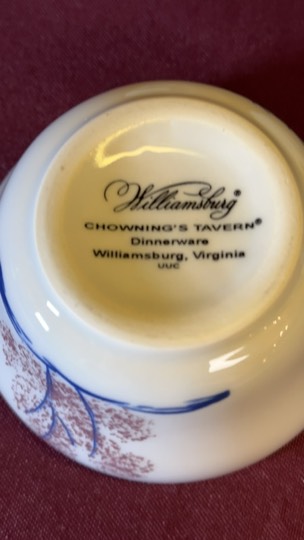 Williamsburg®
CHOWNING'S TAVERN®
Dinnerware
Williamsburg, Virginia
UUC